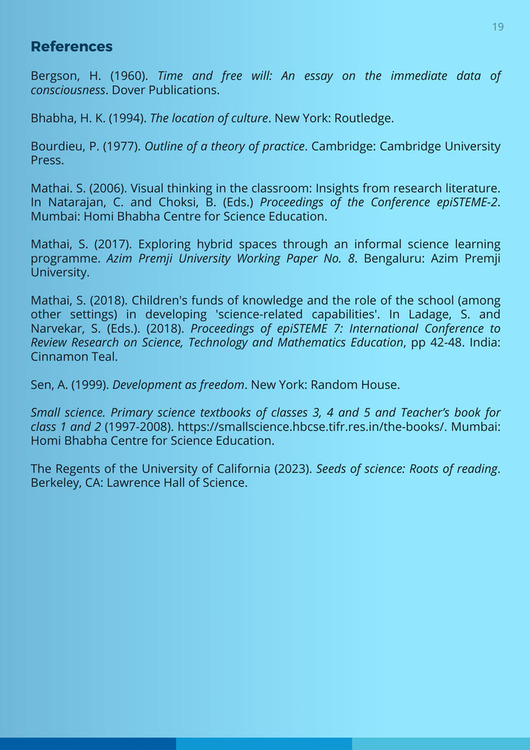 19
References
Bergson, H. (1960). Time and free will: An essay on the immediate data of
consciousness. Dover Publications.
Bhabha, H. K. (1994). The location of culture. New York: Routledge.
Bourdieu, P. (1977). Outline of a theory of practice. Cambridge: Cambridge University
Press.
Mathai. S. (2006). Visual thinking in the classroom: Insights from research literature.
In Natarajan, C. and Choksi, B. (Eds.) Proceedings of the Conference epiSTEME-2.
Mumbai: Homi Bhabha Centre for Science Education.
Mathai, S. (2017). Exploring hybrid spaces through an informal science learning
programme. Azim Premji University Working Paper No. 8. Bengaluru: Azim Premji
University.
Mathai, S. (2018). Children's funds of knowledge and the role of the school (among
other settings) in developing 'science-related capabilities'. In Ladage, S. and
Narvekar, S. (Eds.). (2018). Proceedings of epiSTEME 7: International Conference to
Review Research on Science, Technology and Mathematics Education, pp 42-48. India:
Cinnamon Teal.
Sen, A. (1999). Development as freedom. New York: Random House.
Small science. Primary science textbooks of classes 3, 4 and 5 and Teacher’s book for
class 1 and 2 (1997-2008). https://smallscience.hbcse.tifr.res.in/the-books/. Mumbai:
Homi Bhabha Centre for Science Education.
The Regents of the University of California (2023). Seeds of science: Roots of reading.
Berkeley, CA: Lawrence Hall of Science.